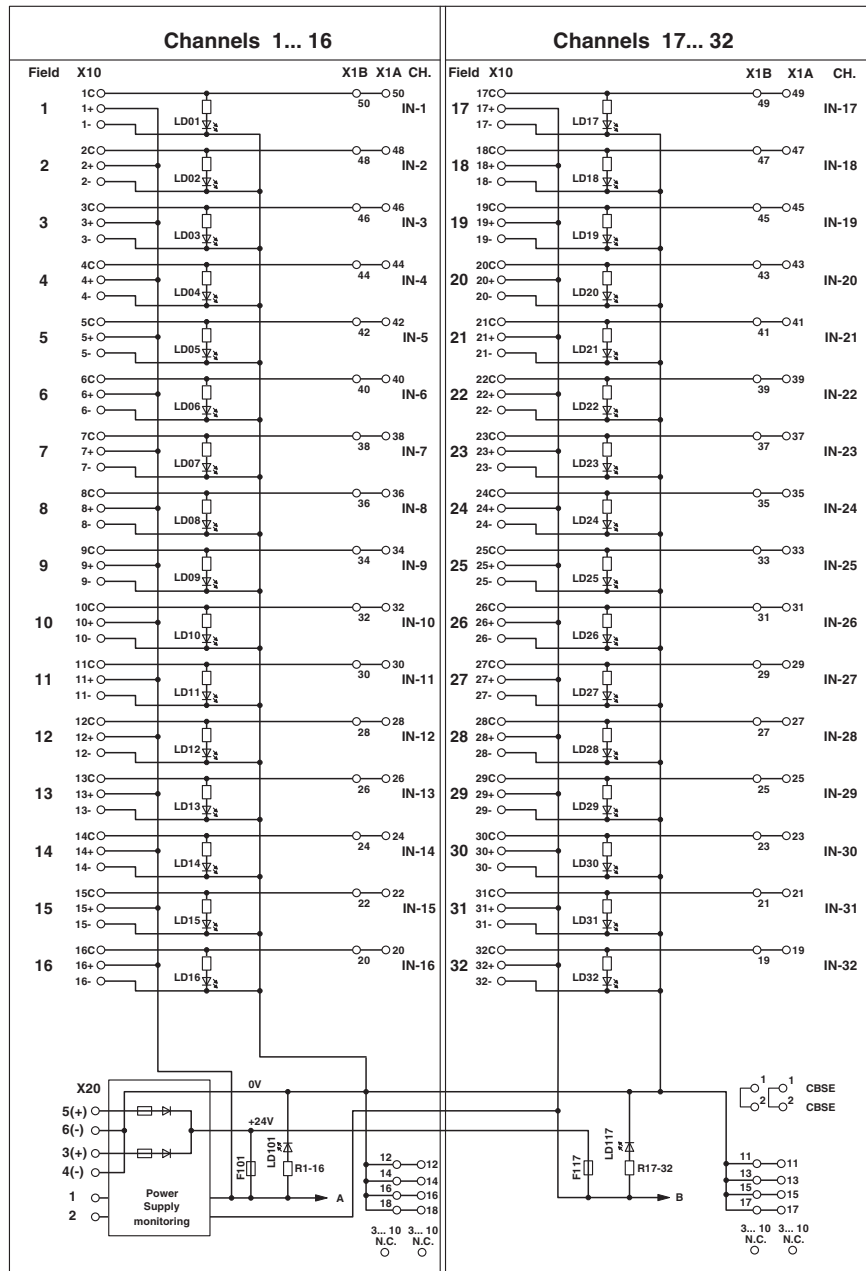 Channels 1... 16
Field X10 X1B X1A CH.
1 1C 1+ 1- LD01 50 50 IN-1
2 2C 2+ 2- LD02 48 48 IN-2
3 3C 3+ 3- LD03 46 46 IN-3
4 4C 4+ 4- LD04 44 44 IN-4
5 5C 5+ 5- LD05 42 42 IN-5
6 6C 6+ 6- LD06 40 40 IN-6
7 7C 7+ 7- LD07 38 38 IN-7
8 8C 8+ 8- LD08 36 36 IN-8
9 9C 9+ 9- LD09 34 34 IN-9
10 10C 10+ 10- LD10 32 32 IN-10
11 11C 11+ 11- LD11 30 30 IN-11
12 12C 12+ 12- LD12 28 28 IN-12
13 13C 13+ 13- LD13 26 26 IN-13
14 14C 14+ 14- LD14 24 24 IN-14
15 15C 15+ 15- LD15 22 22 IN-15
16 16C 16+ 16- LD16 20 20 IN-16
Channels 17... 32
Field X10 X1B X1A CH.
17 17C 17+ 17- LD17 49 49 IN-17
18 18C 18+ 18- LD18 47 47 IN-18
19 19C 19+ 19- LD19 45 45 IN-19
20 20C 20+ 20- LD20 43 43 IN-20
21 21C 21+ 21- LD21 41 41 IN-21
22 22C 22+ 22- LD22 39 39 IN-22
23 23C 23+ 23- LD23 37 37 IN-23
24 24C 24+ 24- LD24 35 35 IN-24
25 25C 25+ 25- LD25 33 33 IN-25
26 26C 26+ 26- LD26 31 31 IN-26
27 27C 27+ 27- LD27 29 29 IN-27
28 28C 28+ 28- LD28 27 27 IN-28
29 29C 29+ 29- LD29 25 25 IN-29
30 30C 30+ 30- LD30 23 23 IN-30
31 31C 31+ 31- LD31 21 21 IN-31
32 32C 32+ 32- LD32 19 19 IN-32
X20
5(+)
6(-)
3(+)
4(-)
1
2
Power
Supply
monitoring
0V
+24V
F101
LD101
R1-16
A
12 12
14 14
16 16
18 18
3... 10 3... 10
N.C. N.C.
F117
LD117
R17-32
B
1 1 CBSE
2 2 CBSE
11 11
13 13
15 15
17 17
3... 10 3... 10
N.C. N.C.